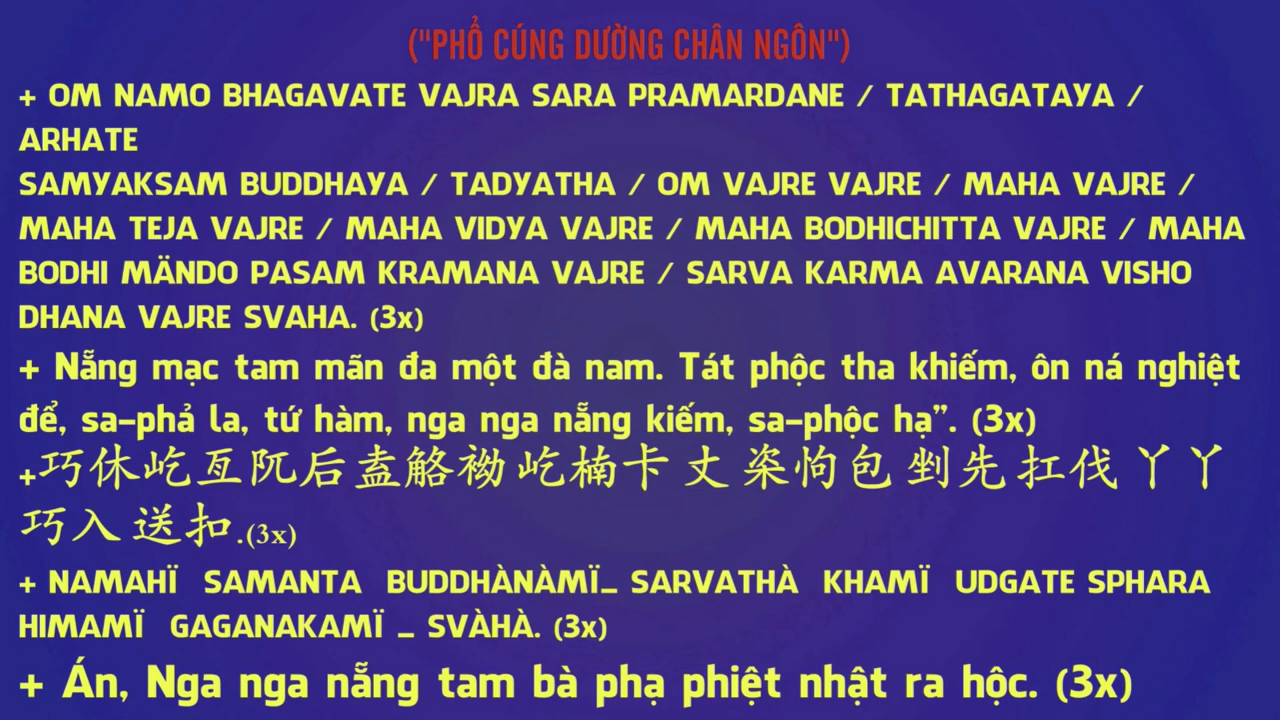 ("PHỔ CÚNG DƯỜNG CHÂN NGÔN")
+ OM NAMO BHAGAVATE VAJRA SARA PRAMARDANE / TATHAGATAYA /
ARHATE
SAMYAKSAM BUDDHAYA / TADYATHA / OM VAJRE VAJRE / MAHA VAJRE /
MAHA TEJA VAJRE / MAHA VIDYA VAJRE / MAHA BODHICHITTA VAJRE / MAHA
BODHI MÄNDO PASAM KRAMANA VAJRE / SARVA KARMA AVARANA VISHO
DHANA VAJRE SVAHA. (3x)
+ Nẵng mạc tam mãn đa một đà nam. Tát phộc tha khiếm, ôn ná nghiệt
để, sa-phả la, tứ hàm, nga nga nẵng kiếm, sa-phộc hạ”. (3x)
+巧休屹亙阢后盍觡袎屹楠卡丈栥怐包剉先扛伐丫丫
巧入送扣.(3x)
+ NAMAHÏ SAMANTA BUDDHÀNÀMÏ_ SARVATHÀ KHAMÏ UDGATE SPHARA
HIMAMÏ GAGANAKAMÏ _ SVÀHÀ. (3x)
+ Án, Nga nga nẵng tam bà phạ phiệt nhật ra hộc. (3x)